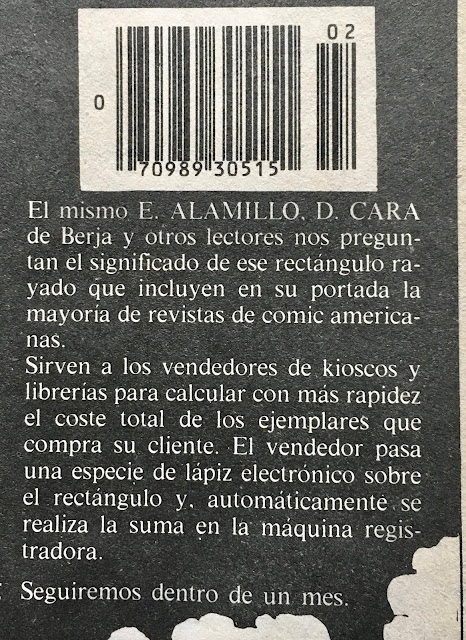 02
0
70989 30515
El mismo E. ALAMILLO, D. CARA
de Berja y otros lectores nos pregun-
tan el significado de ese rectángulo ra-
yado que incluyen en su portada la
mayoría de revistas de comic america-
nas.
Sirven a los vendedores de kioscos y
librerías para calcular con más rapidez
el coste total de los ejemplares que
compra su cliente. El vendedor pasa
una especie de lápiz electrónico sobre
el rectángulo y, automáticamente se
realiza la suma en la máquina regis-
tradora.
Seguiremos dentro de un mes.